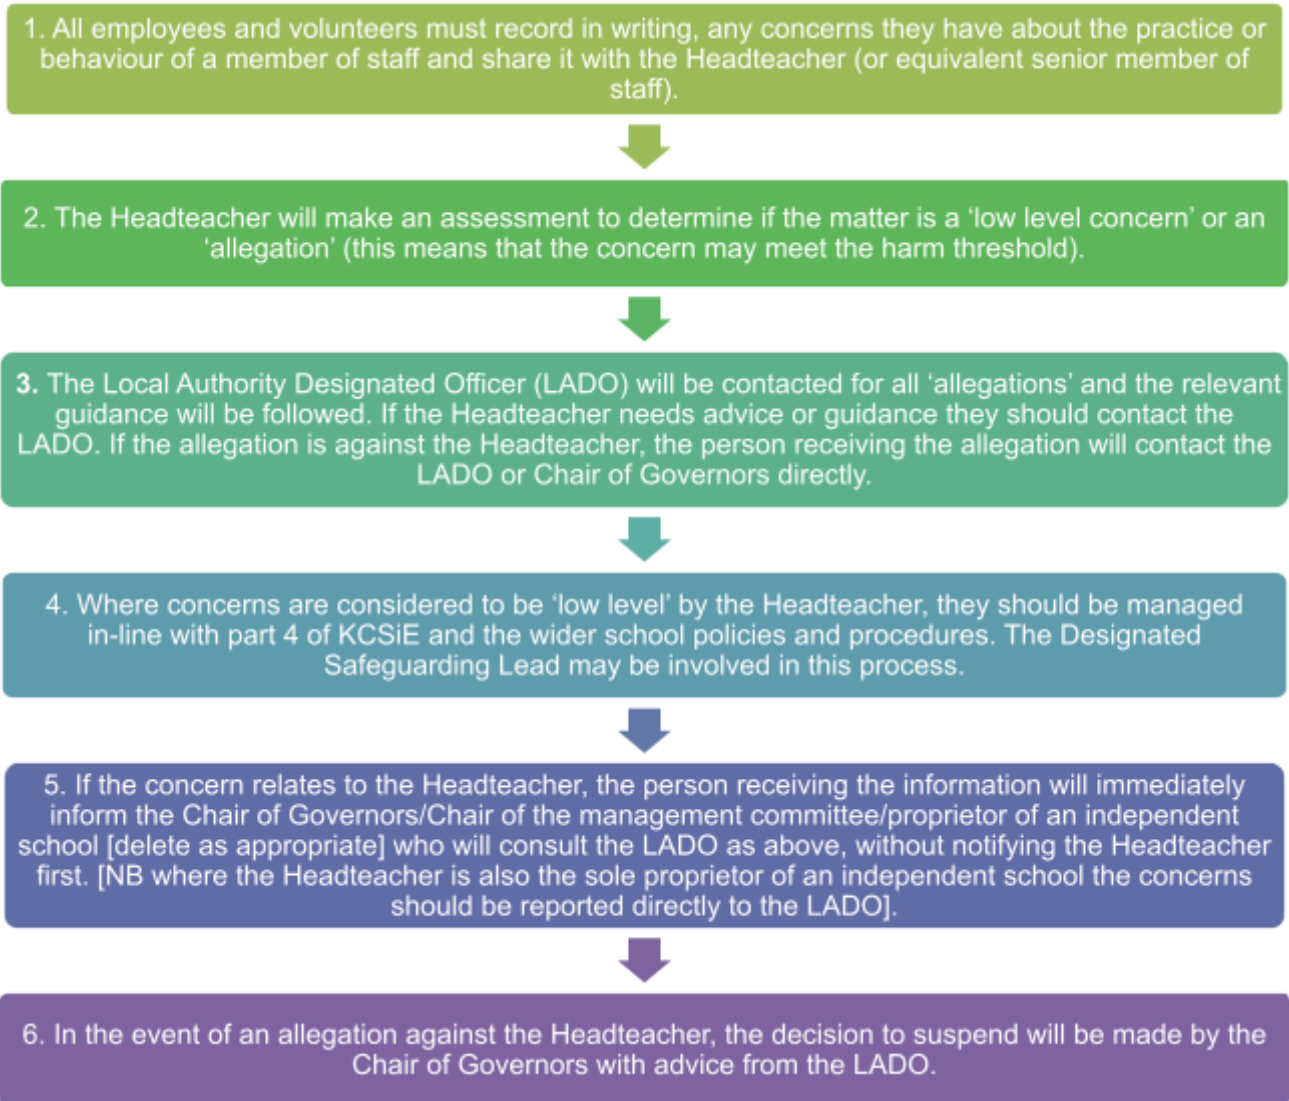 1. All employees and volunteers must record in writing, any concerns they have about the practice or
behaviour of a member of staff and share it with the Headteacher (or equivalent senior member of
staff).
2. The Headteacher will make an assessment to determine if the matter is a ‘low level concern’ or an
‘allegation’ (this means that the concern may meet the harm threshold).
3. The Local Authority Designated Officer (LADO) will be contacted for all ‘allegations’ and the relevant
guidance will be followed. If the Headteacher needs advice or guidance they should contact the
LADO. If the allegation is against the Headteacher, the person receiving the allegation will contact the
LADO or Chair of Governors directly.
4. Where concerns are considered to be ‘low level’ by the Headteacher, they should be managed
in-line with part 4 of KCSiE and the wider school policies and procedures. The Designated
Safeguarding Lead may be involved in this process.
5. If the concern relates to the Headteacher, the person receiving the information will immediately
inform the Chair of Governors/Chair of the management committee/proprietor of an independent
school [delete as appropriate] who will consult the LADO as above, without notifying the Headteacher
first. [NB where the Headteacher is also the sole proprietor of an independent school the concerns
should be reported directly to the LADO].
6. In the event of an allegation against the Headteacher, the decision to suspend will be made by the
Chair of Governors with advice from the LADO.